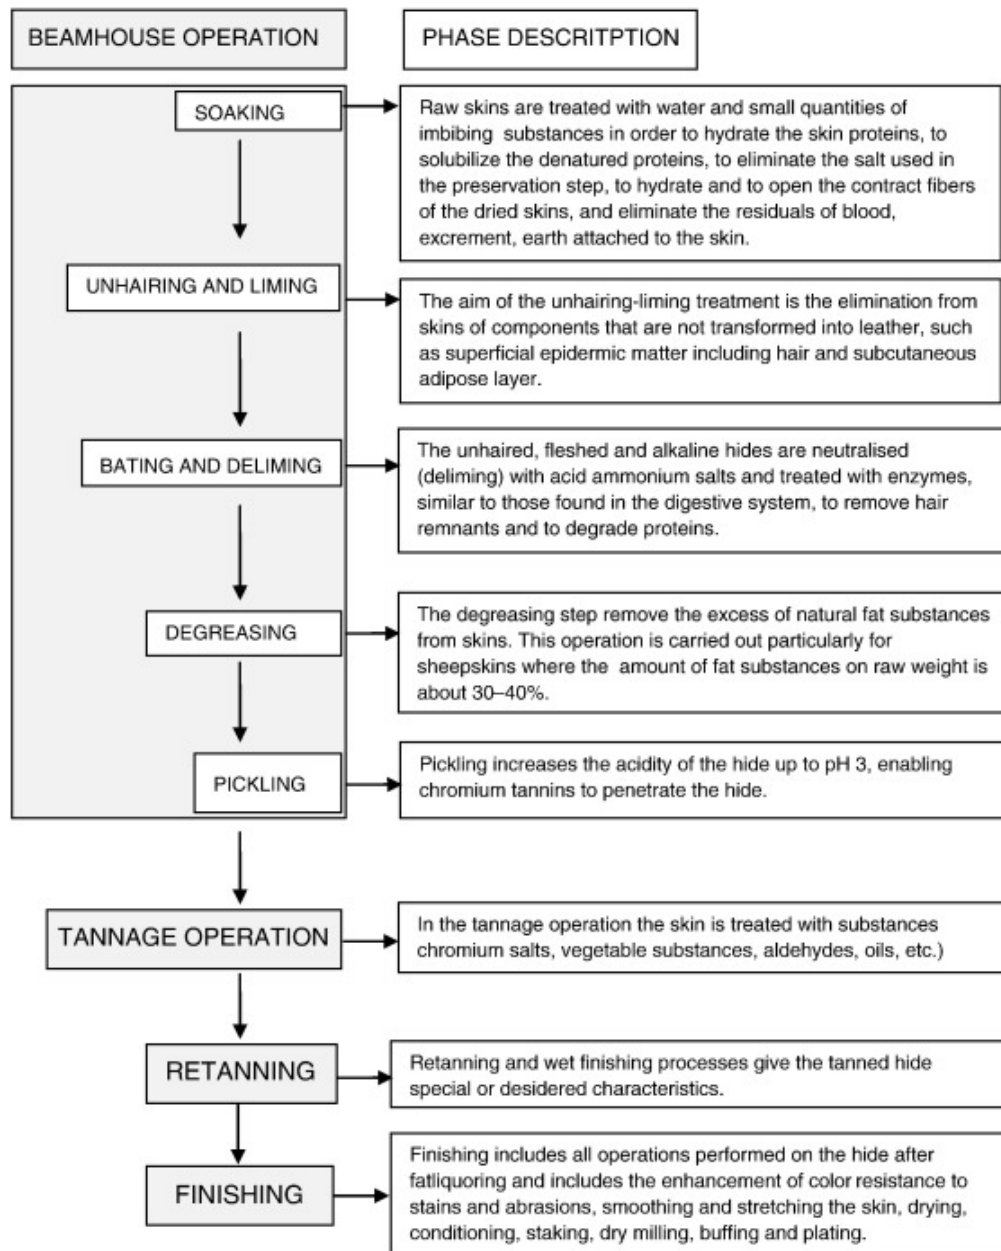 BEAMHOUSE OPERATION
PHASE DESCRITPTION
SOAKING
Raw skins are treated with water and small quantities of
imbibing substances in order to hydrate the skin proteins, to
solubilize the denatured proteins, to eliminate the salt used in
the preservation step, to hydrate and to open the contract fibers
of the dried skins, and eliminate the residuals of blood,
excrement, earth attached to the skin.
UNHAIRING AND LIMING
The aim of the unhairing-liming treatment is the elimination from
skins of components that are not transformed into leather, such
as superficial epidermic matter including hair and subcutaneous
adipose layer.
BATING AND DELIMING
The unhaired, fleshed and alkaline hides are neutralised
(deliming) with acid ammonium salts and treated with enzymes,
similar to those found in the digestive system, to remove hair
remnants and to degrade proteins.
DEGREASING
The degreasing step remove the excess of natural fat substances
from skins. This operation is carried out particularly for
sheepskins where the amount of fat substances on raw weight is
about 30–40%.
PICKLING
Pickling increases the acidity of the hide up to pH 3, enabling
chromium tannins to penetrate the hide.
TANNAGE OPERATION
In the tannage operation the skin is treated with substances
chromium salts, vegetable substances, aldehydes, oils, etc.)
RETANNING
Retanning and wet finishing processes give the tanned hide
special or desidered characteristics.
FINISHING
Finishing includes all operations performed on the hide after
fatliquoring and includes the enhancement of color resistance to
stains and abrasions, smoothing and stretching the skin, drying,
conditioning, staking, dry milling, buffing and plating.